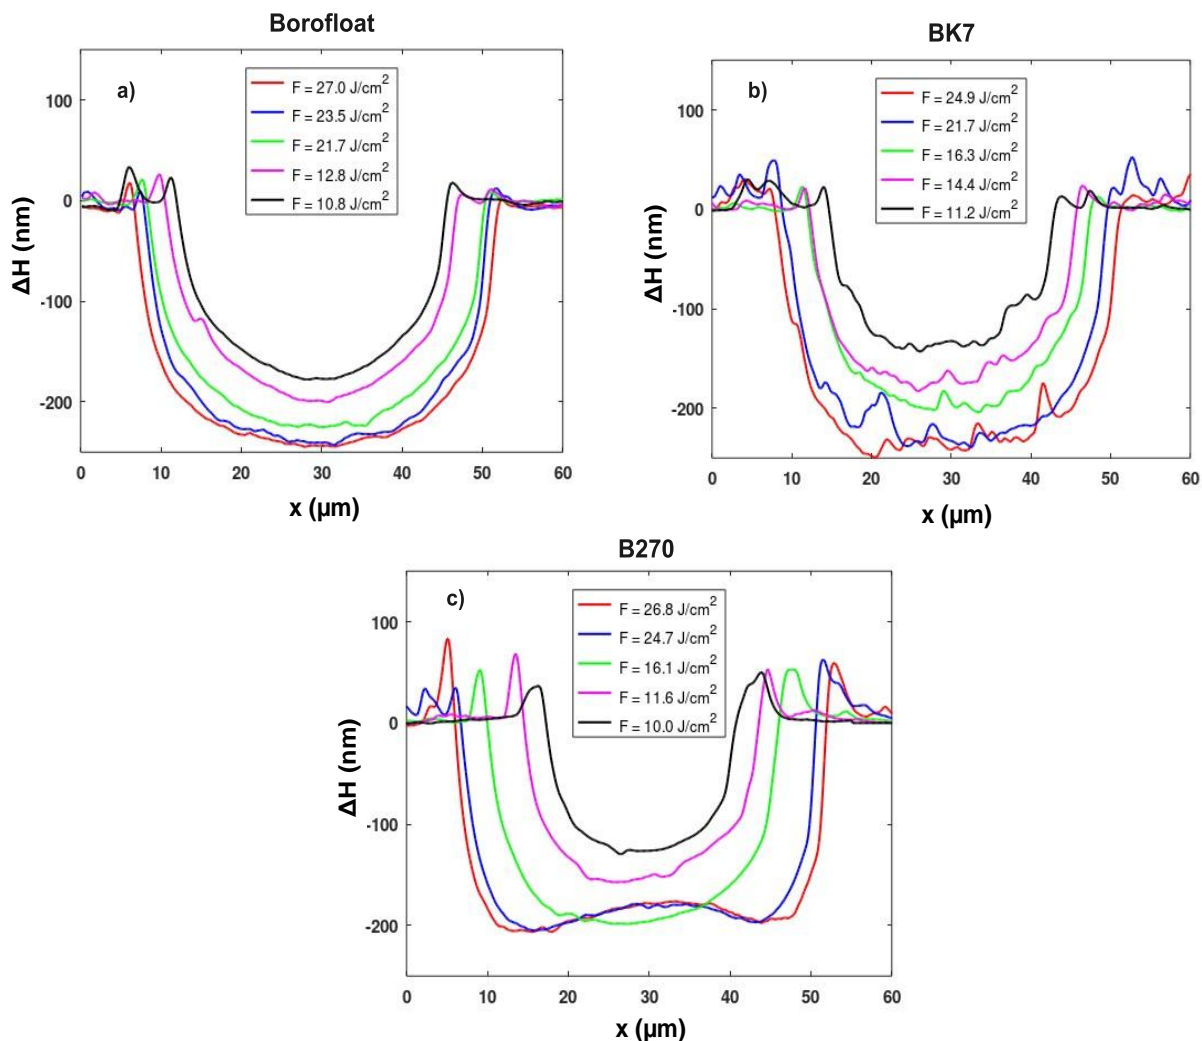 Borofloat
a)
F = 27.0 J/cm²
F = 23.5 J/cm²
F = 21.7 J/cm²
F = 12.8 J/cm²
F = 10.8 J/cm²
100
0
-100
-200
ΔH (nm)
0 10 20 30 40 50 60
x (µm)
BK7
b)
F = 24.9 J/cm²
F = 21.7 J/cm²
F = 16.3 J/cm²
F = 14.4 J/cm²
F = 11.2 J/cm²
100
0
-100
-200
ΔH (nm)
0 10 20 30 40 50 60
x (µm)
B270
c)
F = 26.8 J/cm²
F = 24.7 J/cm²
F = 16.1 J/cm²
F = 11.6 J/cm²
F = 10.0 J/cm²
100
0
-100
-200
ΔH (nm)
0 10 20 30 40 50 60
x (µm)